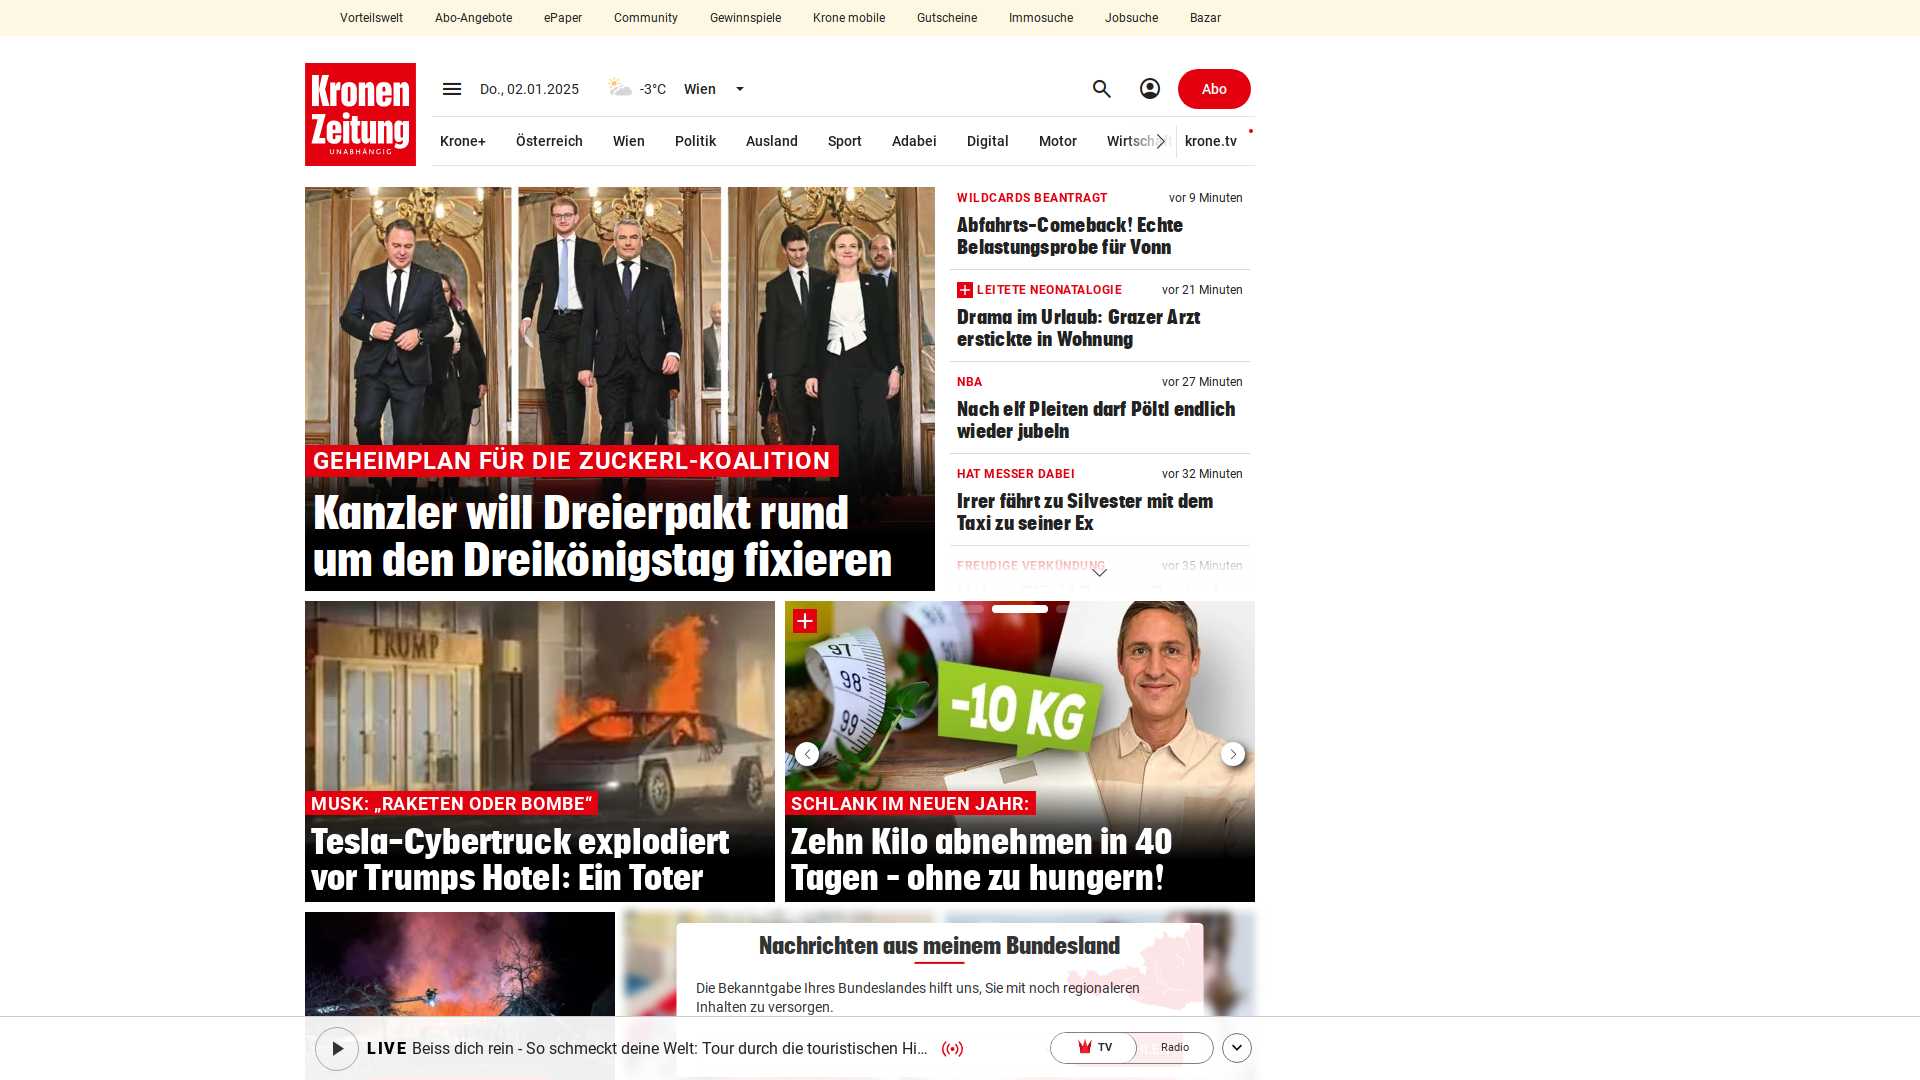 Vorteilswelt Abo-Angebote ePaper Community Gewinnspiele Krone mobile Gutscheine Immosuche Jobsuche Bazar
Kronen
Zeitung
UNABHÄNGIG
Do., 02.01.2025 -3°C Wien
Abo
Krone+ Österreich Wien Politik Ausland Sport Adabei Digital Motor Wirtschaft krone.tv
GEHEIMPLAN FÜR DIE ZUCKERL-KOALITION
Kanzler will Dreierpakt rund
um den Dreikönigstag fixieren
WILDCARDS BEANTRAGT vor 9 Minuten
Abfahrts-Comeback! Echte
Belastungsprobe für Vonn
LEITETE NEONATALOGIE vor 21 Minuten
Drama im Urlaub: Grazer Arzt
erstickte in Wohnung
NBA vor 27 Minuten
Nach elf Pleiten darf Pöltl endlich
wieder jubeln
HAT MESSER DABEI vor 32 Minuten
Irrer fährt zu Silvester mit dem
Taxi zu seiner Ex
FREUDIGE VERKÜNDUNG vor 35 Minuten
TRUMP
MUSK: „RAKETEN ODER BOMBE“
Tesla-Cybertruck explodiert
vor Trumps Hotel: Ein Toter
97
98
99
-10 KG
SCHLANK IM NEUEN JAHR:
Zehn Kilo abnehmen in 40
Tagen - ohne zu hungern!
Nachrichten aus meinem Bundesland
Die Bekanntgabe Ihres Bundeslandes hilft uns, Sie mit noch regionaleren
Inhalten zu versorgen.
LIVE Beiss dich rein - So schmeckt deine Welt: Tour durch die touristischen Hi...
TV Radio